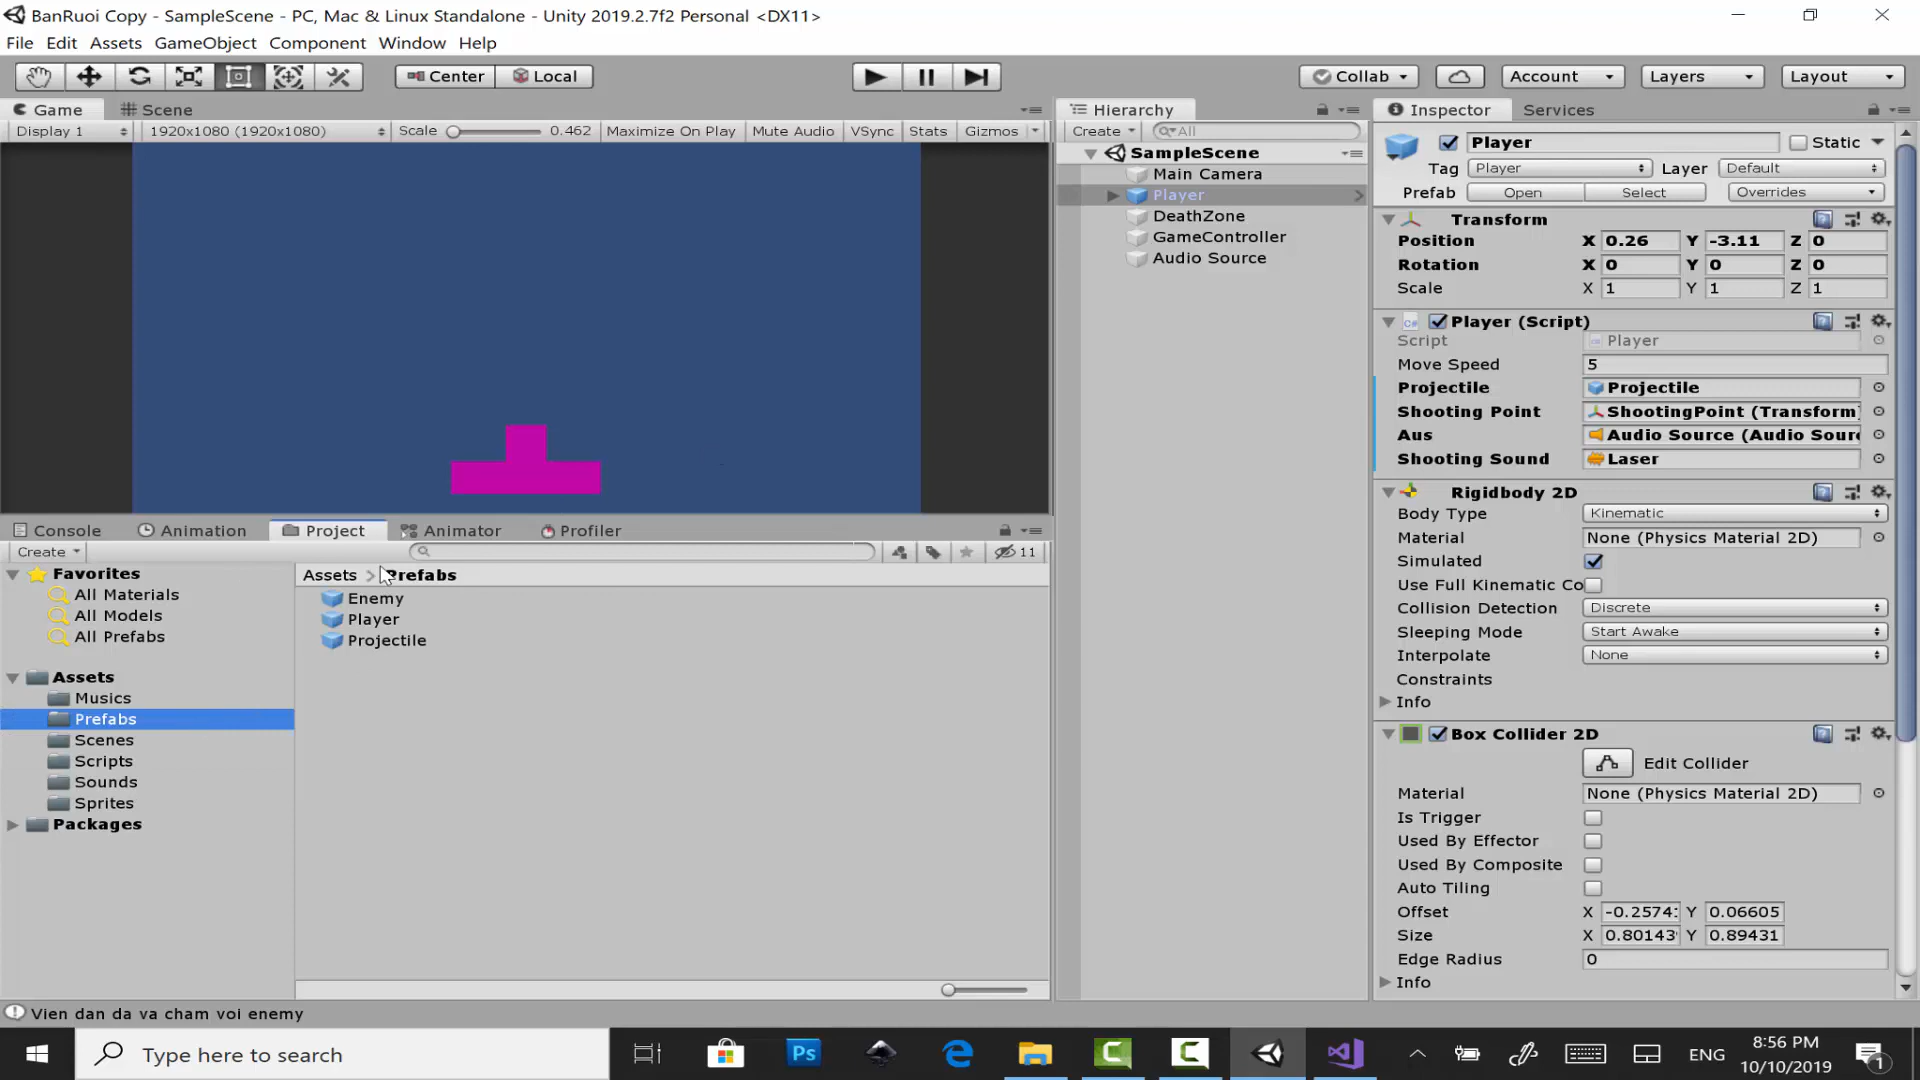 BanRuoi Copy - SampleScene - PC, Mac & Linux Standalone - Unity 2019.2.7f2 Personal <DX11>
File Edit Assets GameObject Component Window Help
Center Local Collab Account Layers Layout
Game Scene
Display 1 1920x1080 (1920x1080) Scale 0.462 Maximize On Play Mute Audio VSync Stats Gizmos
Hierarchy
Create All
SampleScene
Main Camera
Player
DeathZone
GameController
Audio Source
Inspector Services
Player Static
Tag Player Layer Default
Prefab Open Select Overrides
Transform
Position X 0.26 Y -3.11 Z 0
Rotation X 0 Y 0 Z 0
Scale X 1 Y 1 Z 1
Player (Script)
Script Player
Move Speed 5
Projectile Projectile
Shooting Point ShootingPoint (Transform)
Aus Audio Source (Audio Sour
Shooting Sound Laser
Rigidbody 2D
Body Type Kinematic
Material None (Physics Material 2D)
Simulated
Use Full Kinematic Co
Collision Detection Discrete
Sleeping Mode Start Awake
Interpolate None
Constraints
Info
Box Collider 2D
Edit Collider
Material None (Physics Material 2D)
Is Trigger
Used By Effector
Used By Composite
Auto Tiling
Offset X -0.2574 Y 0.06605
Size X 0.80143 Y 0.89431
Edge Radius 0
Info
Console Animation Project Animator Profiler
Create 11
Favorites
All Materials
All Models
All Prefabs
Assets
Musics
Prefabs
Scenes
Scripts
Sounds
Sprites
Packages
Assets > Prefabs
Enemy
Player
Projectile
Vien dan da va cham voi enemy
Type here to search
Ps
ENG
8:56 PM
10/10/2019
1